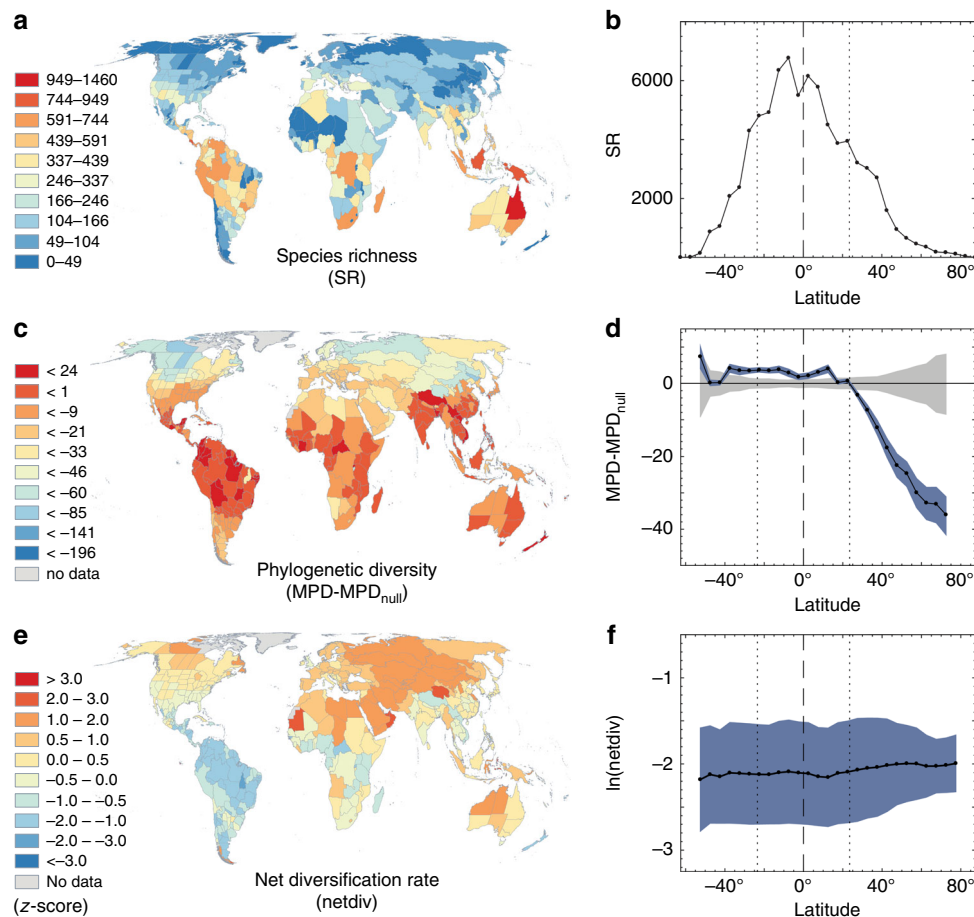 a
949–1460
744–949
591–744
439–591
337–439
246–337
166–246
104–166
49–104
0–49
Species richness
(SR)
b
SR
6000
2000
−40°
0°
40°
80°
Latitude
c
< 24
< 1
< −9
< −21
< −33
< −46
< −60
< −85
< −141
< −196
no data
Phylogenetic diversity
(MPD-MPDnull)
d
MPD-MPDnull
0
−20
−40
−40°
0°
40°
80°
Latitude
e
> 3.0
2.0 – 3.0
1.0 – 2.0
0.5 – 1.0
0.0 – 0.5
−0.5 – 0.0
−1.0 – −0.5
−2.0 – −1.0
−2.0 – −3.0
<−3.0
No data
(z-score)
Net diversification rate
(netdiv)
f
ln(netdiv)
−1
−2
−3
−40°
0°
40°
80°
Latitude